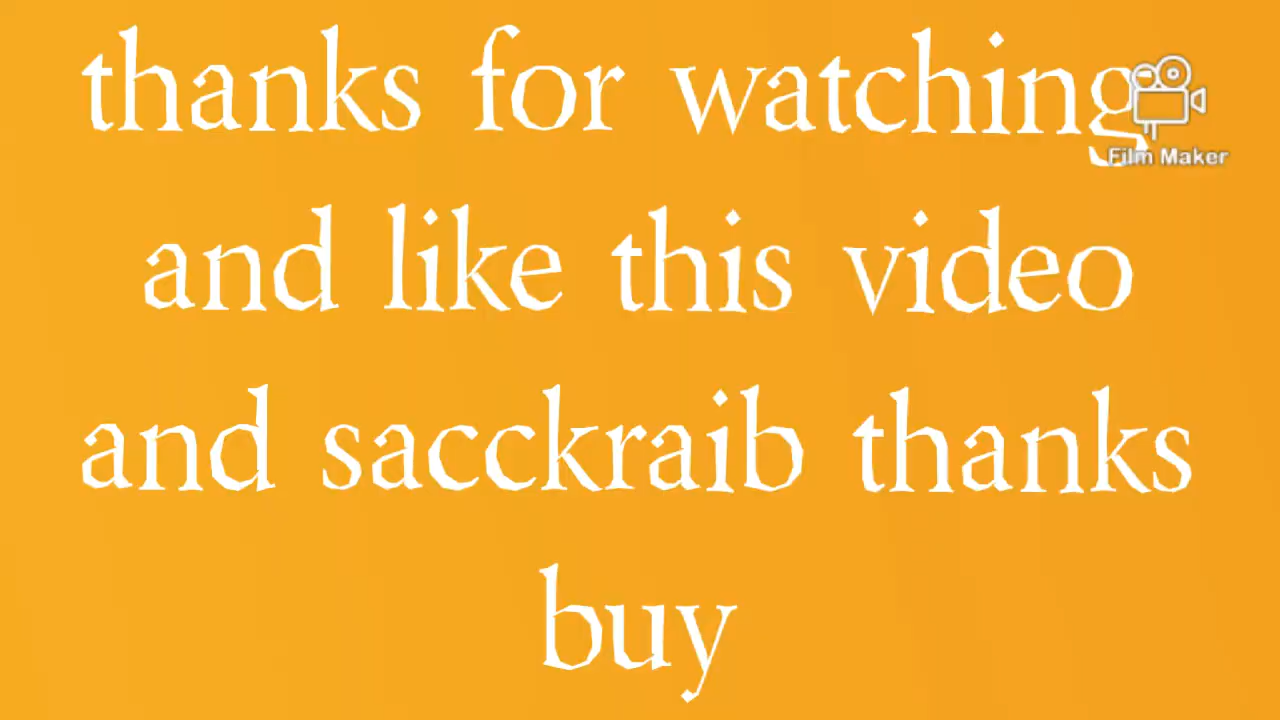 thanks for watching
Film Maker
and like this video
and sacckraib thanks
buy